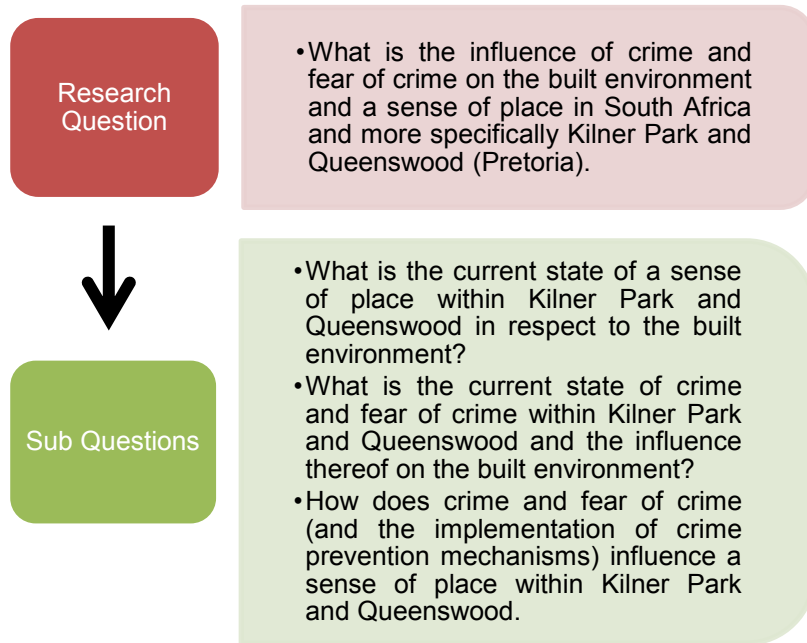 Research
Question
•What is the influence of crime and
fear of crime on the built environment
and a sense of place in South Africa
and more specifically Kilner Park and
Queenswood (Pretoria).
Sub Questions
•What is the current state of a sense
of place within Kilner Park and
Queenswood in respect to the built
environment?
•What is the current state of crime
and fear of crime within Kilner Park
and Queenswood and the influence
thereof on the built environment?
•How does crime and fear of crime
(and the implementation of crime
prevention mechanisms) influence a
sense of place within Kilner Park
and Queenswood.